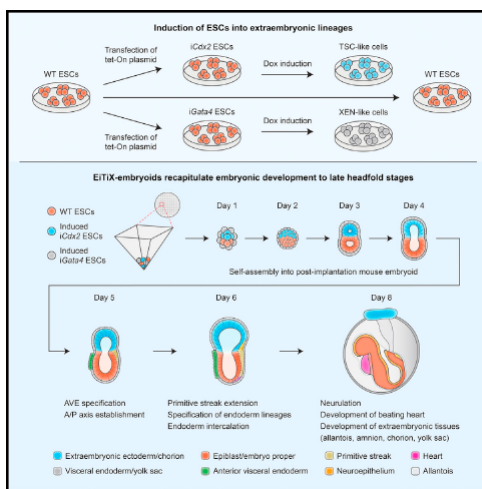 Induction of ESCs into extraembryonic lineages
Transfection of
tet-On plasmid
iCdx2 ESCs
Dox induction
TSC-like cells
WT ESCs
WT ESCs
iGata4 ESCs
XEN-like cells
Transfection of
tet-On plasmid
Dox induction
EiTiX-embryoids recapitulate embryonic development to late headfold stages
WT ESCs
Induced
iCdx2 ESCs
Induced
iGata4 ESCs
Day 1
Day 2
Day 3
Day 4
Self-assembly into post-implantation mouse embryoid
Day 5
Day 6
Day 8
AVE specification
A/P axis establishment
Primitive streak extension
Specification of endoderm lineages
Endoderm intercalation
Neurulation
Development of beating heart
Development of extraembryonic tissues
(allantois, amnion, chorion, yolk sac)
Extraembryonic ectoderm/chorion
Epiblast/embryo proper
Primitive streak
Heart
Visceral endoderm/yolk sac
Anterior visceral endoderm
Neuroepithelium
Allantois